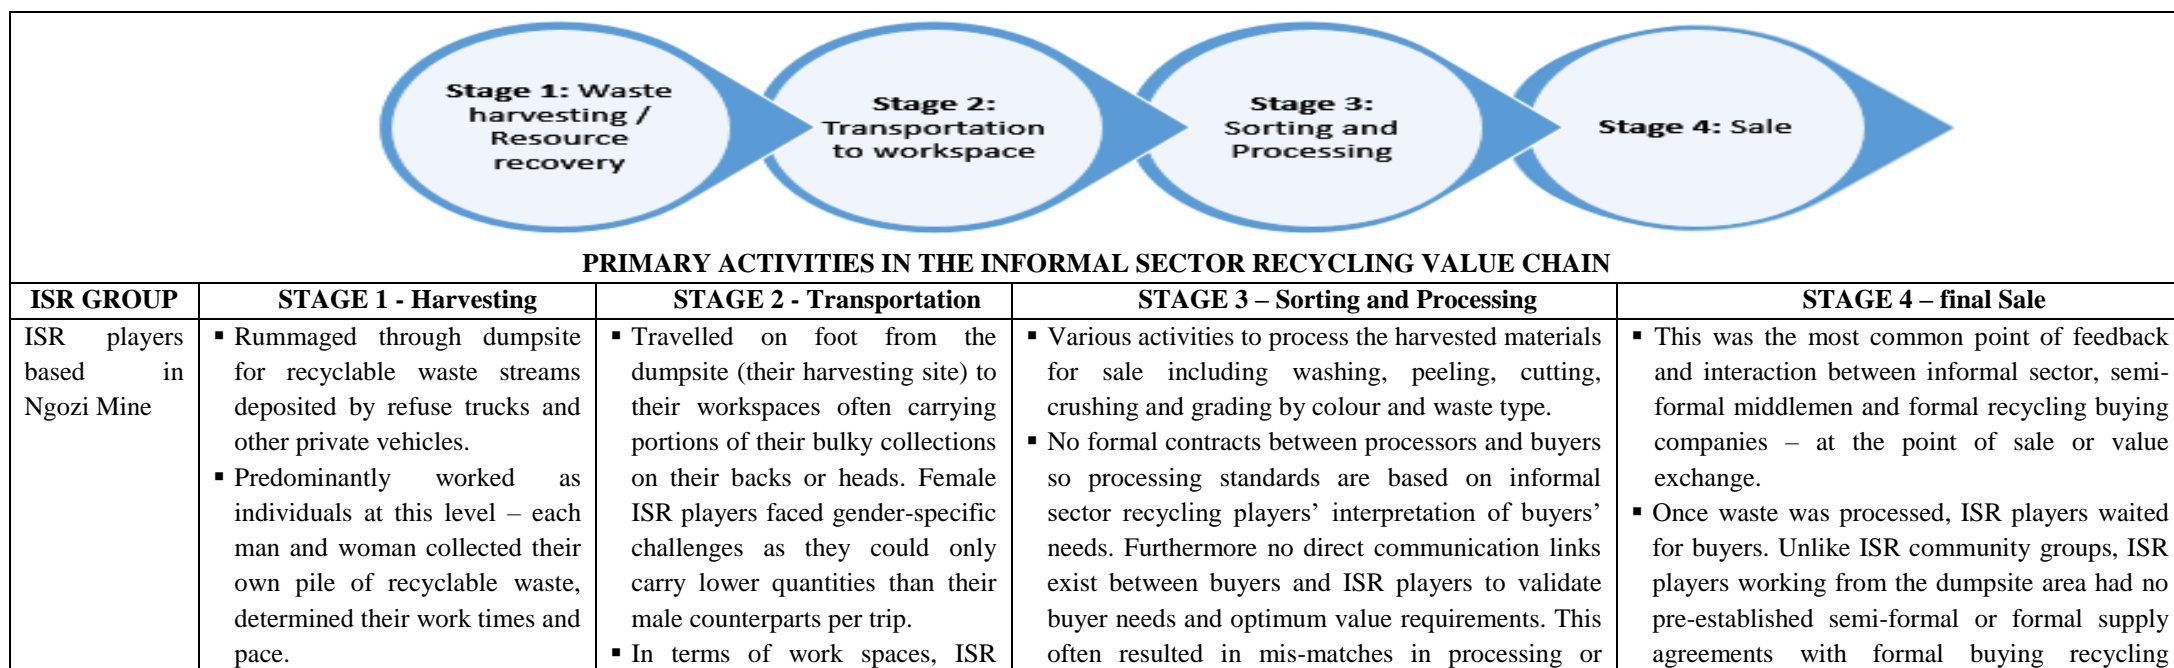 Stage 1: Waste
harvesting /
Resource
recovery
Stage 2:
Transportation
to workspace
Stage 3:
Sorting and
Processing
Stage 4: Sale
PRIMARY ACTIVITIES IN THE INFORMAL SECTOR RECYCLING VALUE CHAIN
ISR GROUP
STAGE 1 - Harvesting
STAGE 2 - Transportation
STAGE 3 – Sorting and Processing
STAGE 4 – final Sale
ISR players
based in
Ngozi Mine
▪ Rummaged through dumpsite
for recyclable waste streams
deposited by refuse trucks and
other private vehicles.
▪ Predominantly worked as
individuals at this level – each
man and woman collected their
own pile of recyclable waste,
determined their work times and
pace.
▪ Travelled on foot from the
dumpsite (their harvesting site) to
their workspaces often carrying
portions of their bulky collections
on their backs or heads. Female
ISR players faced gender-specific
challenges as they could only
carry lower quantities than their
male counterparts per trip.
▪ In terms of work spaces, ISR
▪ Various activities to process the harvested materials
for sale including washing, peeling, cutting,
crushing and grading by colour and waste type.
▪ No formal contracts between processors and buyers
so processing standards are based on informal
sector recycling players’ interpretation of buyers’
needs. Furthermore no direct communication links
exist between buyers and ISR players to validate
buyer needs and optimum value requirements. This
often resulted in mis-matches in processing or
▪ This was the most common point of feedback
and interaction between informal sector, semi-
formal middlemen and formal recycling buying
companies – at the point of sale or value
exchange.
▪ Once waste was processed, ISR players waited
for buyers. Unlike ISR community groups, ISR
players working from the dumpsite area had no
pre-established semi-formal or formal supply
agreements with formal buying recycling